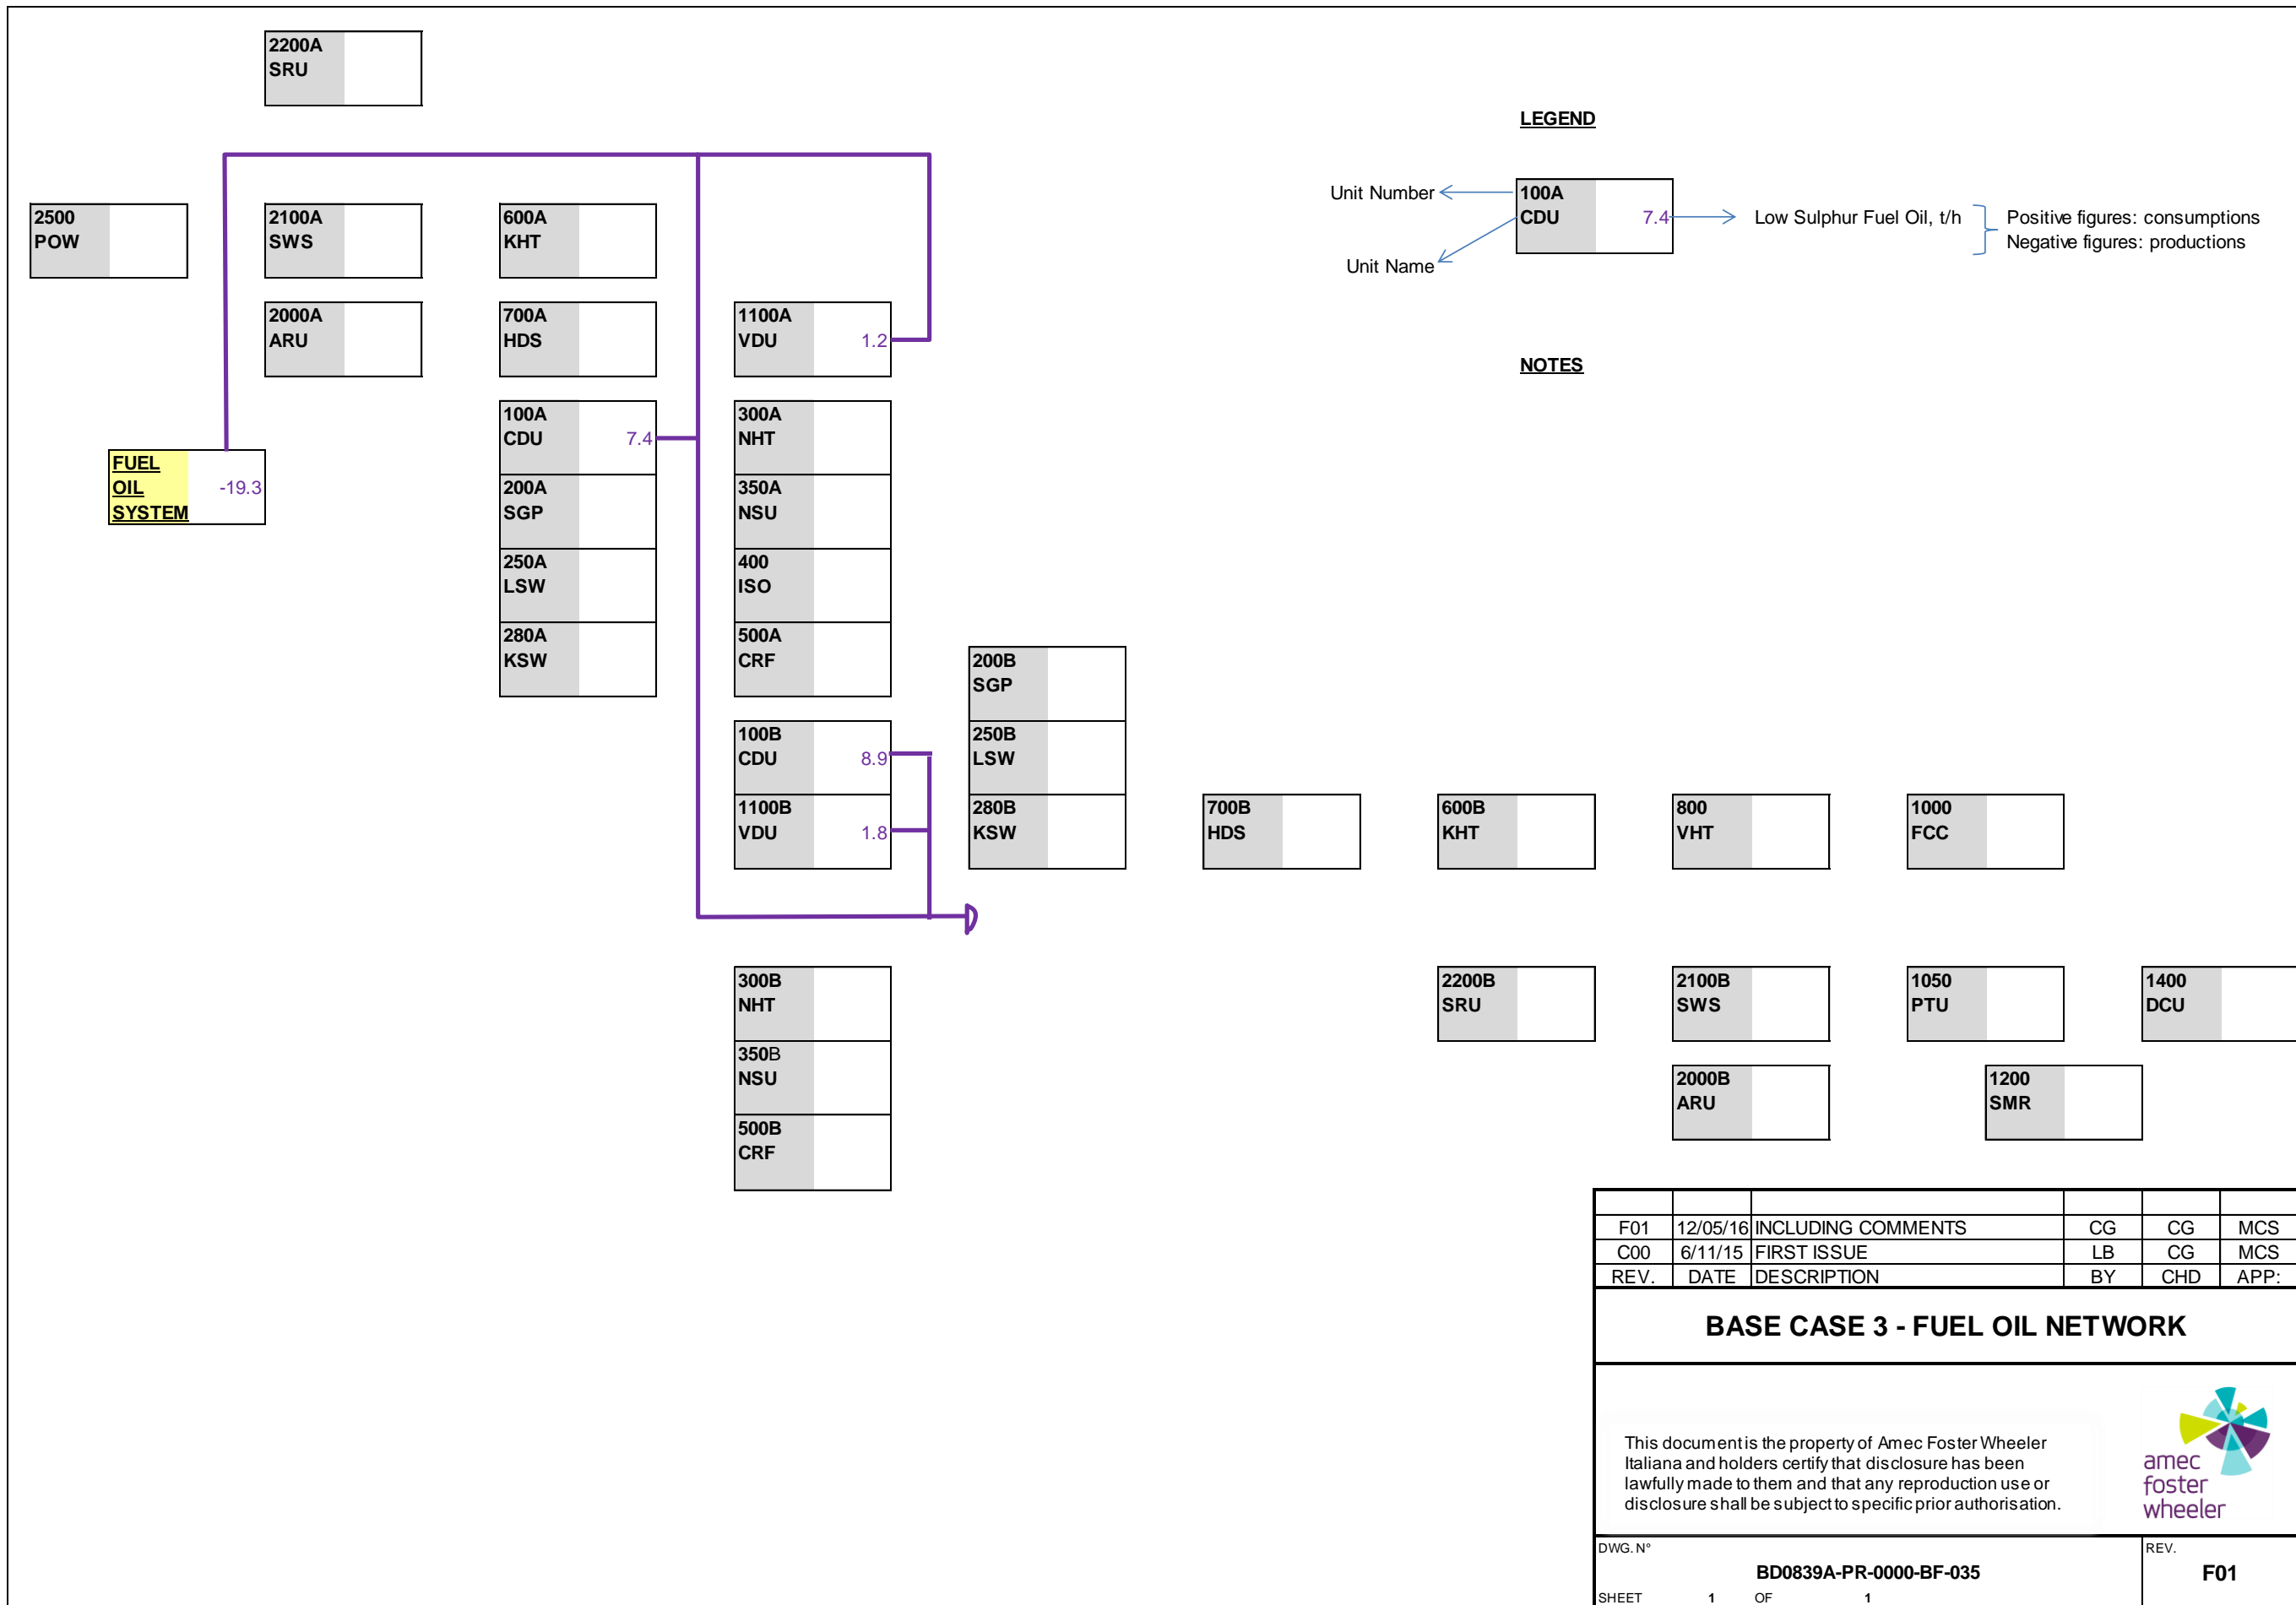 2200A
SRU
LEGEND
Unit Number
100A
CDU
7.4
Low Sulphur Fuel Oil, t/h
Positive figures: consumptions
Negative figures: productions
Unit Name
2500
POW
2100A
SWS
600A
KHT
2000A
ARU
700A
HDS
1100A
VDU
1.2
NOTES
100A
CDU
7.4
300A
NHT
FUEL
OIL
SYSTEM
-19.3
200A
SGP
350A
NSU
250A
LSW
400
ISO
280A
KSW
500A
CRF
200B
SGP
100B
CDU
8.9
250B
LSW
1100B
VDU
1.8
280B
KSW
700B
HDS
600B
KHT
800
VHT
1000
FCC
300B
NHT
2200B
SRU
2100B
SWS
1050
PTU
1400
DCU
350B
NSU
2000B
ARU
1200
SMR
500B
CRF
F01 12/05/16 INCLUDING COMMENTS CG CG MCS
C00 6/11/15 FIRST ISSUE LB CG MCS
REV. DATE DESCRIPTION BY CHD APP:
BASE CASE 3 - FUEL OIL NETWORK
This document is the property of Amec Foster Wheeler
Italiana and holders certify that disclosure has been
lawfully made to them and that any reproduction use or
disclosure shall be subject to specific prior authorisation.
amec
foster
wheeler
DWG. N°
BD0839A-PR-0000-BF-035
REV.
F01
SHEET 1 OF 1